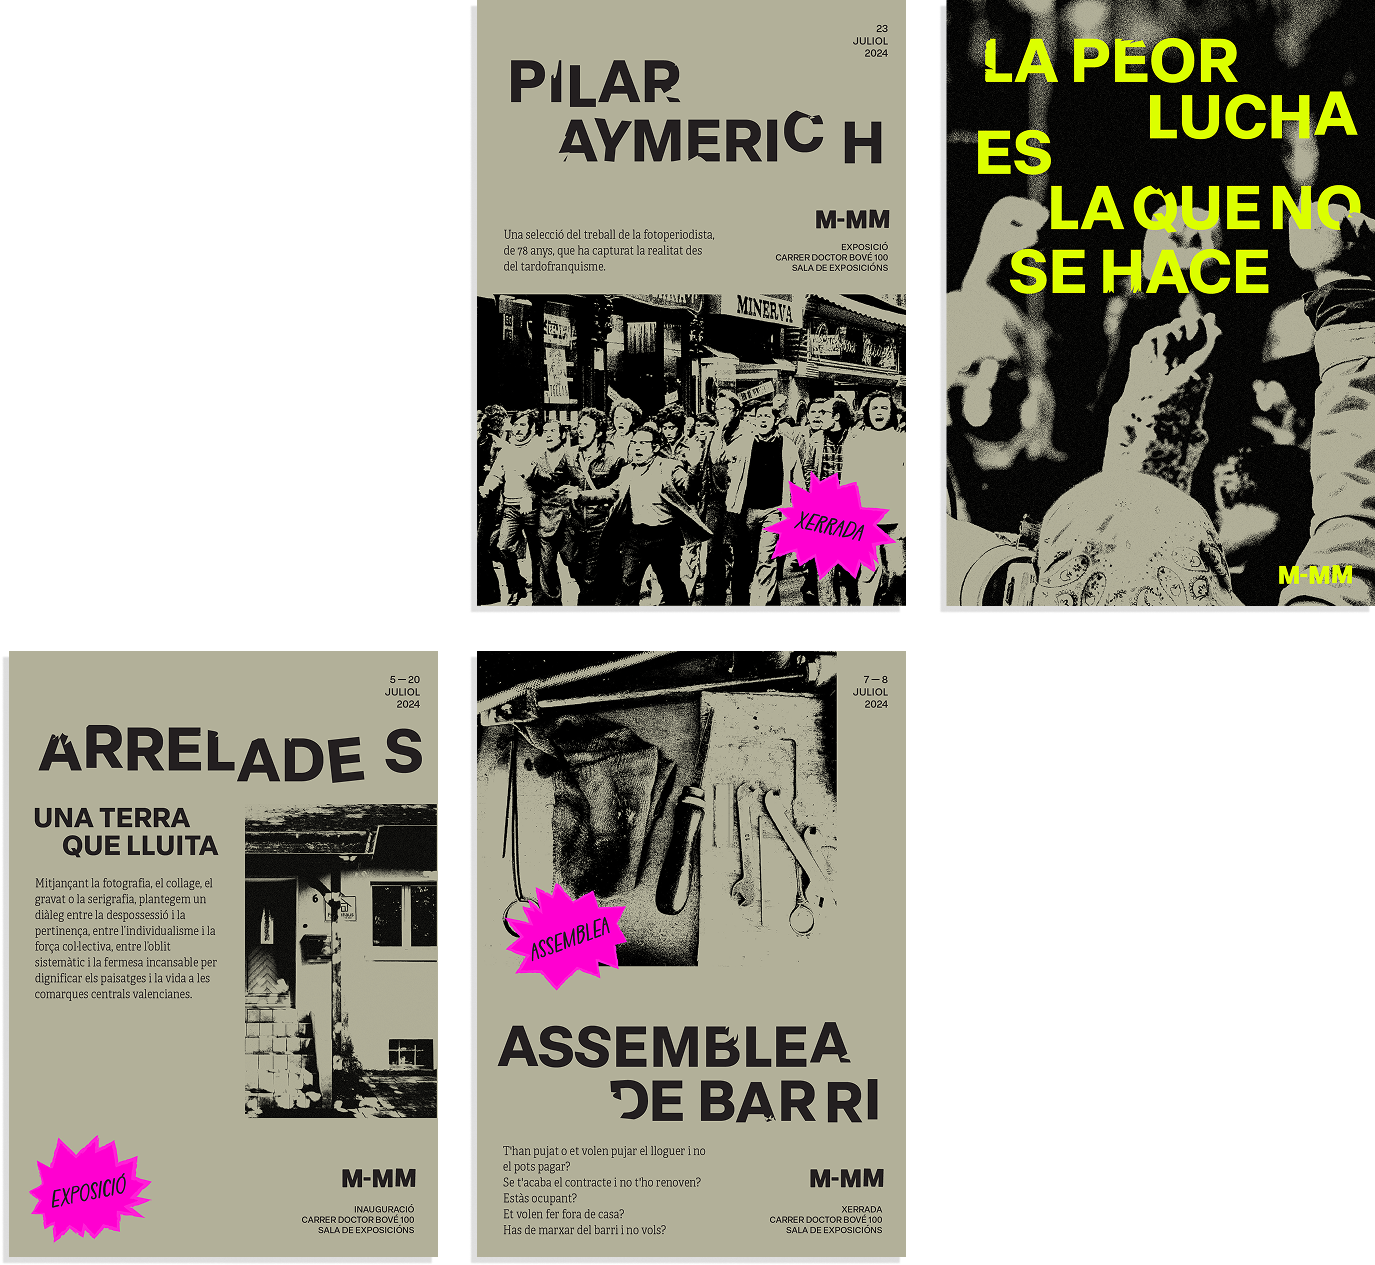 23
JULIOL
2024
PILAR
AYMERICH
M-MM
Una selecció del treball de la fotoperiodista,
de 78 anys, que ha capturat la realitat des
del tardofranquisme.
EXPOSICIÓ
CARRER DOCTOR BOVÉ 100
SALA DE EXPOSICIÓNS
MINERVA
XERRADA
LA PEOR
LUCHA
ES
LA QUE NO
SE HACE
M-MM
5 — 20
JULIOL
2024
ARRELADES
UNA TERRA
QUE LLUITA
Mitjançant la fotografia, el collage, el
gravat o la serigrafia, plantegem un
diàleg entre la despossessió i la
pertinença, entre l'individualisme i la
força col·lectiva, entre l'oblit
sistemàtic i la fermesa incansable per
dignificar els paisatges i la vida a les
comarques centrals valencianes.
6
EXPOSICIÓ
M-MM
INAUGURACIÓ
CARRER DOCTOR BOVÉ 100
SALA DE EXPOSICIÓNS
7 — 8
JULIOL
2024
ASSEMBLEA
ASSEMBLEA
DE BARRI
T'han pujat o et volen pujar el lloguer i no
el pots pagar?
Se t'acaba el contracte i no t'ho renoven?
Estàs ocupant?
Et volen fer fora de casa?
Has de marxar del barri i no vols?
M-MM
XERRADA
CARRER DOCTOR BOVÉ 100
SALA DE EXPOSICIÓNS